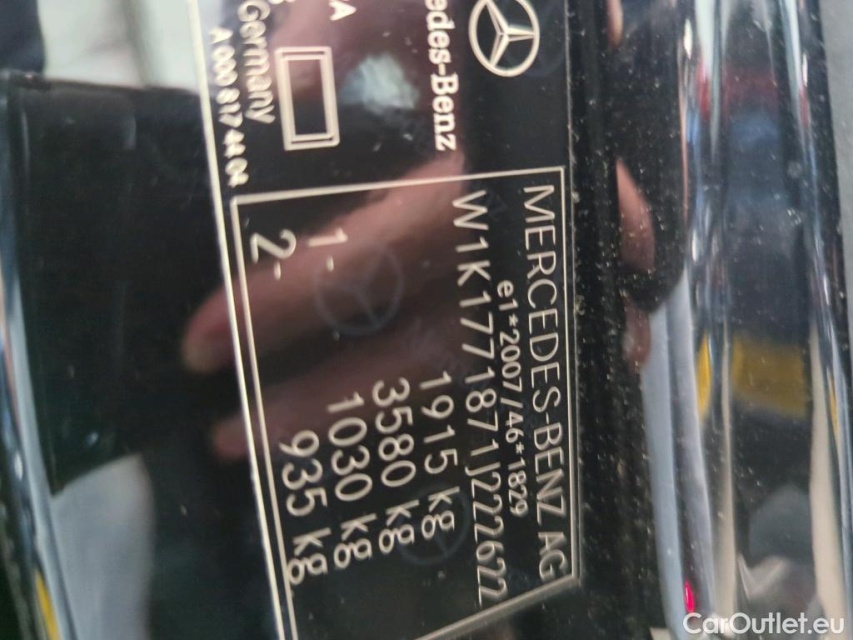 edes-Benz
A
Germany
A 000 817 44 04
MERCEDES-BENZ AG
e1*2007/46*1829
W1K1771871J222622
1915 kg
3580 kg
1- 1030 kg
2- 935 kg
CarOutlet.eu